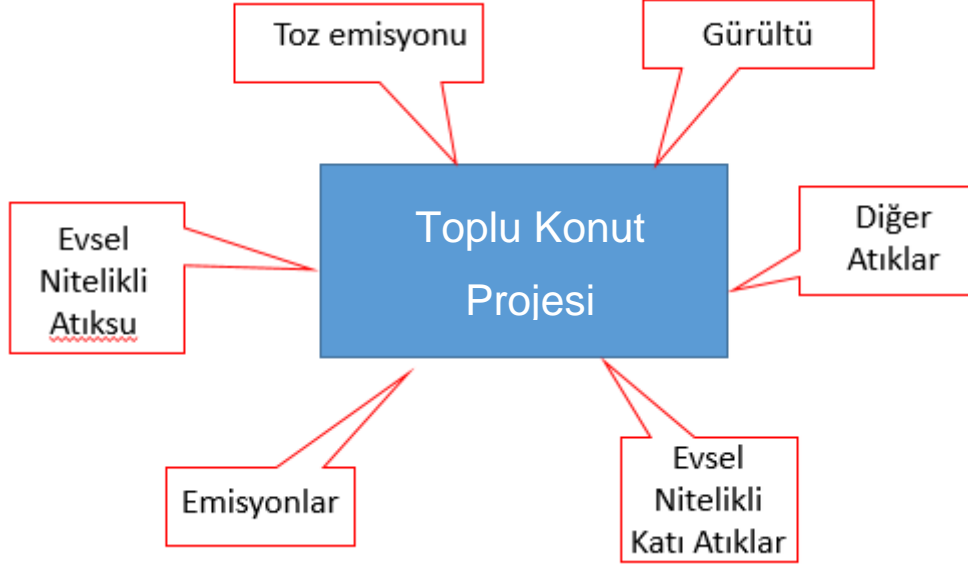 Toz emisyonu
Gürültü
Evsel
Nitelikli
Atıksu
Toplu Konut
Projesi
Diğer
Atıklar
Emisyonlar
Evsel
Nitelikli
Katı Atıklar